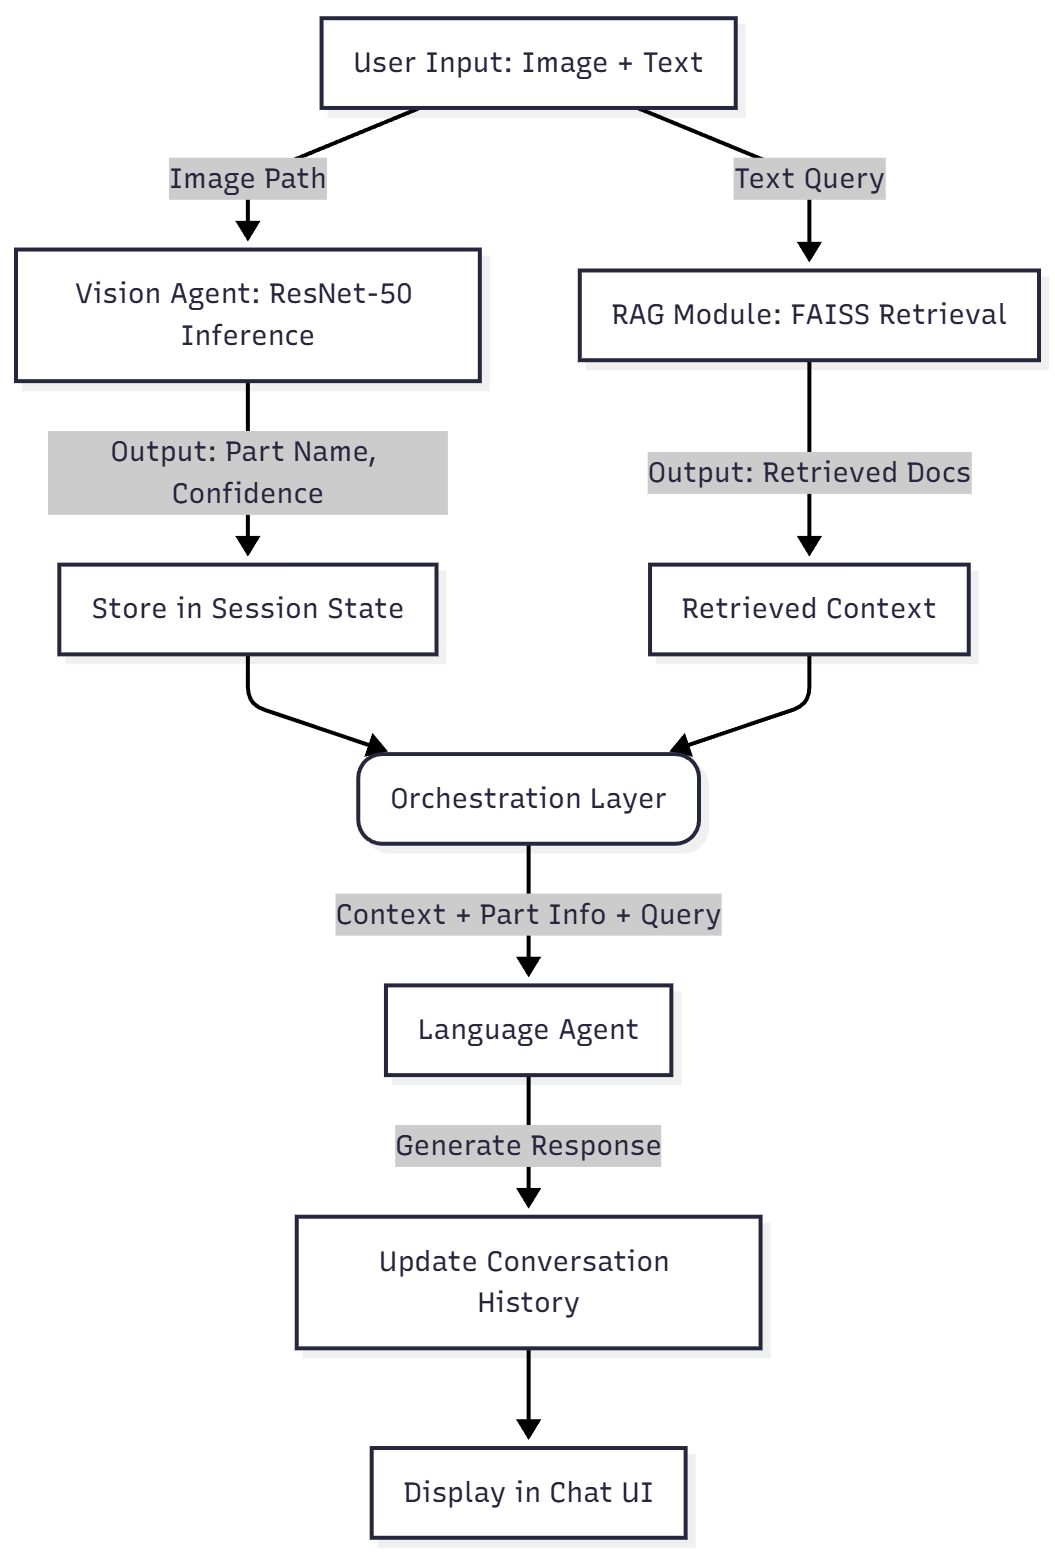 User Input: Image + Text
Image Path
Text Query
Vision Agent: ResNet-50
Inference
RAG Module: FAISS Retrieval
Output: Part Name,
Confidence
Output: Retrieved Docs
Store in Session State
Retrieved Context
Orchestration Layer
Context + Part Info + Query
Language Agent
Generate Response
Update Conversation
History
Display in Chat UI